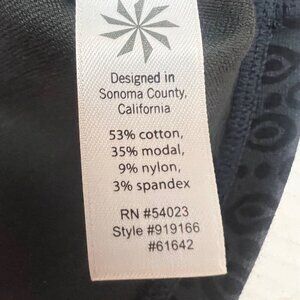 Designed in
Sonoma County,
California
53% cotton,
35% modal,
9% nylon,
3% spandex
RN #54023
Style #919166
#61642